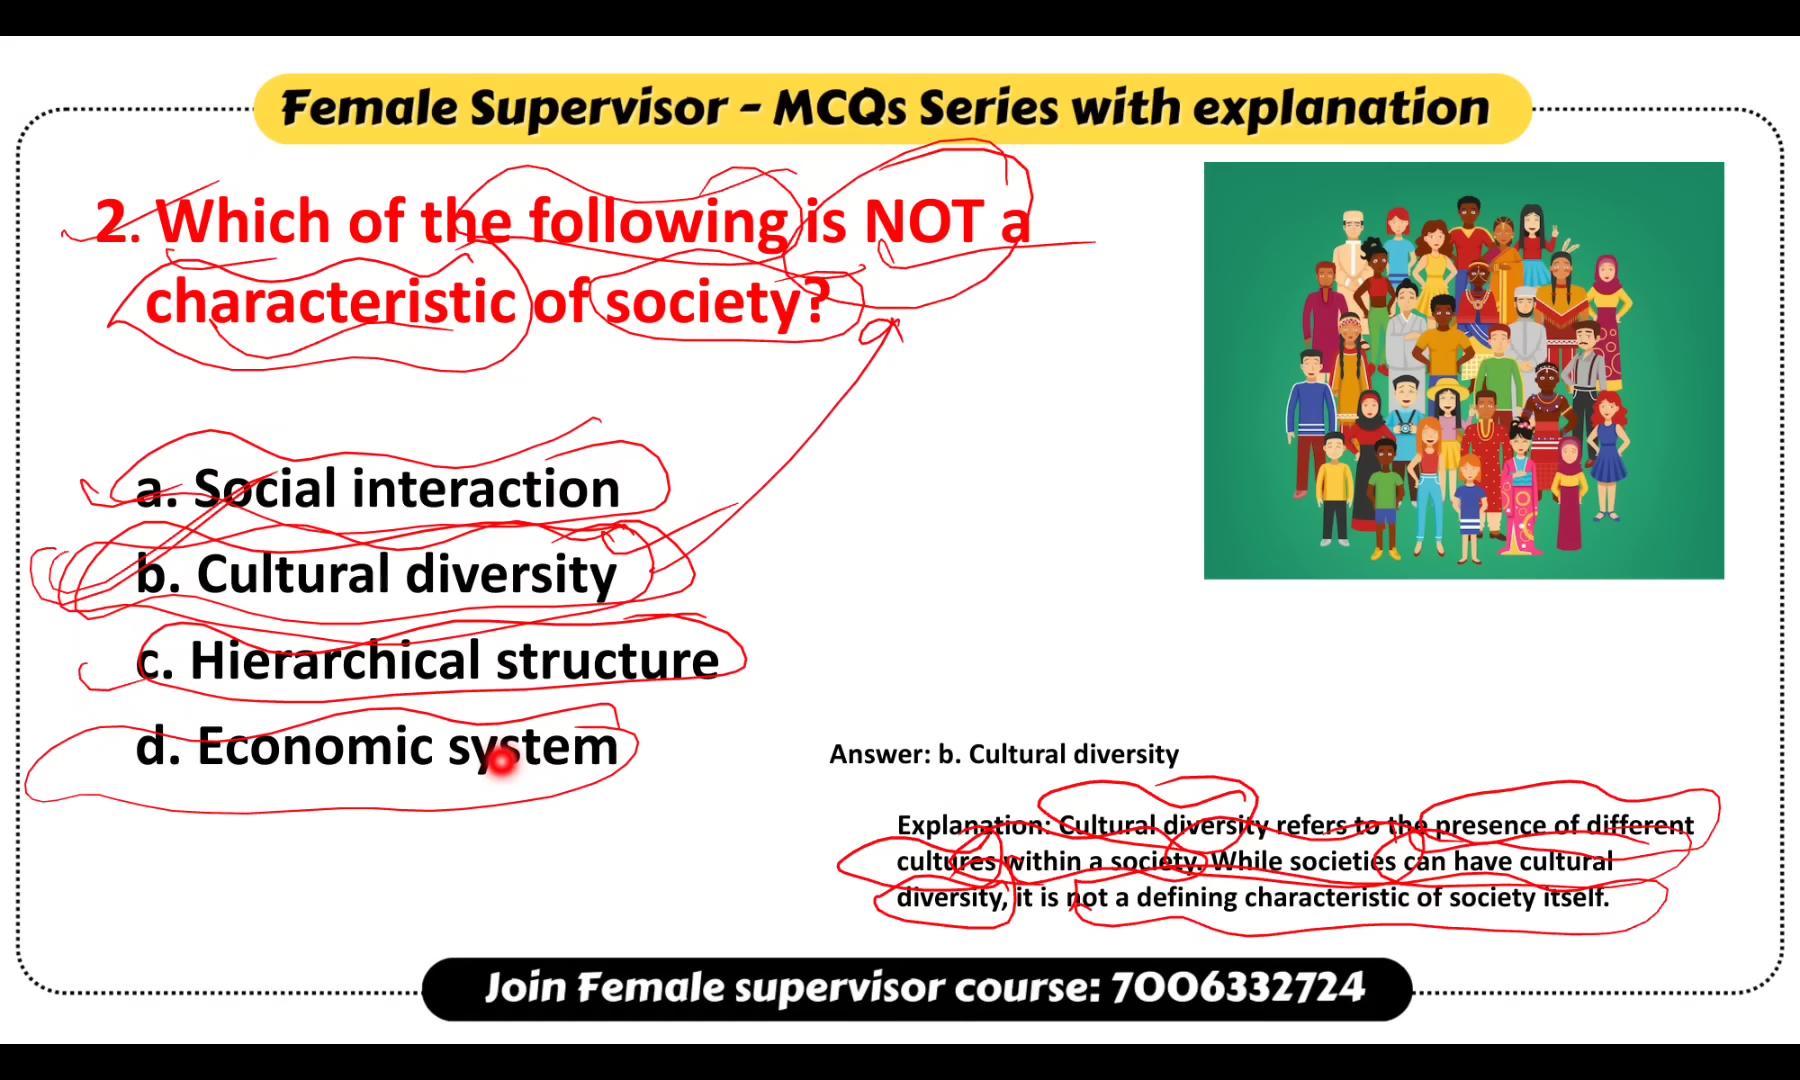 Female Supervisor - MCQs Series with explanation
2. Which of the following is NOT a
characteristic of society?
a. Social interaction
b. Cultural diversity
c. Hierarchical structure
d. Economic system
Answer: b. Cultural diversity
Explanation: Cultural diversity refers to the presence of different
cultures within a society. While societies can have cultural
diversity, it is not a defining characteristic of society itself.
Join Female supervisor course: 7006332724